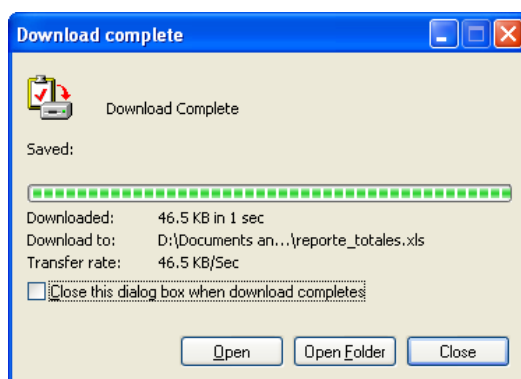 Download complete
Download Complete
Saved:
Downloaded: 46.5 KB in 1 sec
Download to: D:\Documents an...\reporte_totales.xls
Transfer rate: 46.5 KB/Sec
Close this dialog box when download completes
Open Open Folder Close